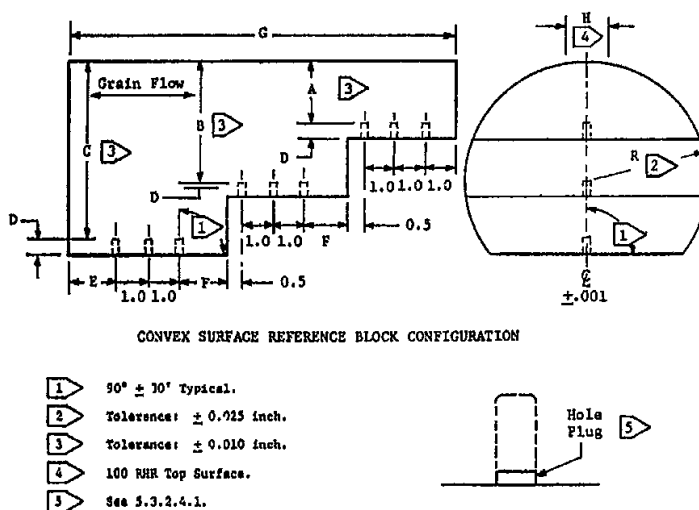 G
H
4
Grain Flow
A
3
B
3
C
3
D
R
2
D
1.0 1.0 1.0
D
1
1
1.0 1.0 F
0.5
E
1.0 1.0
F
0.5
±.001
CONVEX SURFACE REFERENCE BLOCK CONFIGURATION
1 90° ± 30' Typical.
2 Tolerance: ± 0.025 inch.
3 Tolerance: ± 0.010 inch.
4 100 RHR Top Surface.
5 See 5.3.2.4.1.
Hole
Plug
5